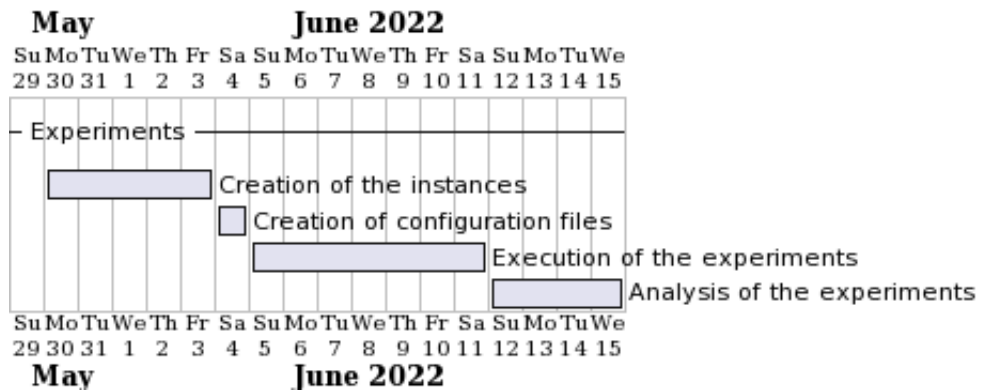 May June 2022
Su Mo Tu We Th Fr Sa Su Mo Tu We Th Fr Sa Su Mo Tu We
29 30 31 1 2 3 4 5 6 7 8 9 10 11 12 13 14 15
Experiments
Creation of the instances
Creation of configuration files
Execution of the experiments
Analysis of the experiments
Su Mo Tu We Th Fr Sa Su Mo Tu We Th Fr Sa Su Mo Tu We
29 30 31 1 2 3 4 5 6 7 8 9 10 11 12 13 14 15
May June 2022